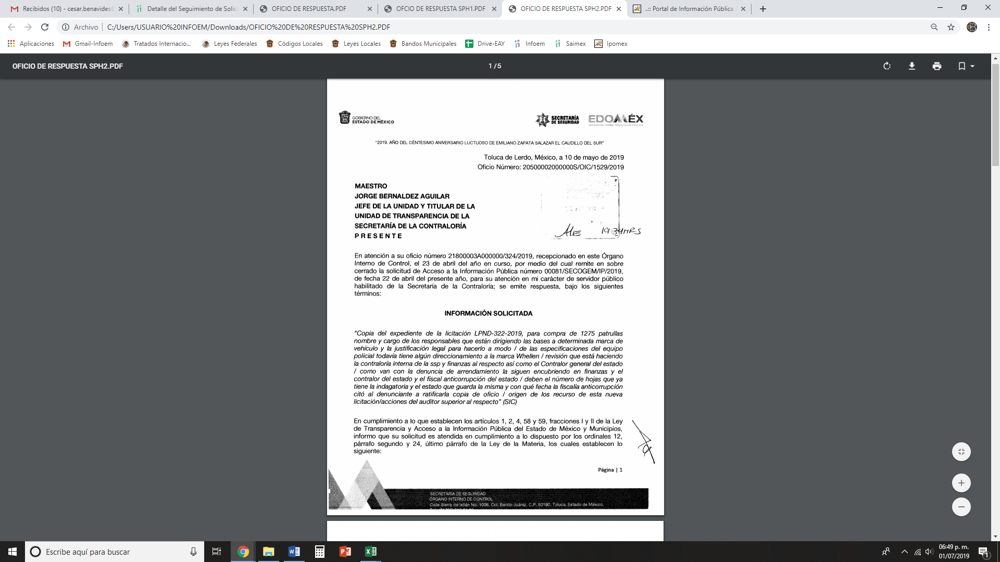 Recibidos (10) - cesar.benavides
Detalle del Seguimiento de Solic
OFICIO DE RESPUESTA.PDF
OFCIO DE RESPUESTA SPH1.PDF
OFICIO DE RESPUESTA SPH2.PDF
..:: Portal de Información Pública
Archivo
C:/Users/USUARIO%20INFOEM/Downloads/OFICIO%20DE%20RESPUESTA%20SPH2.PDF
Aplicaciones
Gmail-Infoem
Tratados Internacio...
Leyes Federales
Códigos Locales
Leyes Locales
Bandos Municipales
Drive-EAY
Infoem
Saimex
Ipomex
OFICIO DE RESPUESTA SPH2.PDF
1 / 5
GOBIERNO DEL
ESTADO DE MÉXICO
SECRETARÍA
DE SEGURIDAD
EDOMÉX
"2019. AÑO DEL CÉNTESIMO ANIVERSARIO LUCTUOSO DE EMILIANO ZAPATA SALAZAR EL CAUDILLO DEL SUR"
Toluca de Lerdo, México, a 10 de mayo de 2019
Oficio Número: 20500002000000S/OIC/1529/2019
MAESTRO
JORGE BERNALDEZ AGUILAR
JEFE DE LA UNIDAD Y TITULAR DE LA
UNIDAD DE TRANSPARENCIA DE LA
SECRETARÍA DE LA CONTRALORÍA
P R E S E N T E
19:34HRS
En atención a su oficio número 21800003A000000/324/2019, recepcionado en este Órgano
Interno de Control, el 23 de abril del año en curso, por medio del cual remite en sobre
cerrado la solicitud de Acceso a la Información Pública número 00081/SECOGEM/IP/2019,
de fecha 22 de abril del presente año, para su atención en mi carácter de servidor público
habilitado de la Secretaría de la Contraloría; se emite respuesta, bajo los siguientes
términos:
INFORMACIÓN SOLICITADA
"Copia del expediente de la licitación LPND-322-2019, para compra de 1275 patrullas
nombre y cargo de los responsables que están dirigiendo las bases a determinada marca de
vehículo y la justificación legal para hacerlo a modo / de las especificaciones del equipo
policial todavía tiene algún direccionamiento a la marca Whellen / revisión que está haciendo
la contraloría interna de la ssp y finanzas al respecto así como el Contralor general del estado
/ como van con la denuncia de arrendamiento la siguen encubriendo en finanzas y el
contralor del estado y el fiscal anticorrupción del estado / deben el número de hojas que ya
tiene la indagatoria y el estado que guarda la misma y con qué fecha la fiscalía anticorrupción
citó al denunciante a ratificarla copia de oficio / origen de los recurso de esta nueva
licitación/acciones del auditor superior al respecto" (SIC)
En cumplimiento a lo que establecen los artículos 1, 2, 4, 58 y 59, fracciones I y II de la Ley
de Transparencia y Acceso a la Información Pública del Estado de México y Municipios,
informo que su solicitud es atendida en cumplimiento a lo dispuesto por los ordinales 12,
párrafo segundo y 24, último párrafo de la Ley de la Materia, los cuales establecen lo
siguiente:
Página | 1
SECRETARÍA DE SEGURIDAD
ÓRGANO INTERNO DE CONTROL
Calle Sierra de Ixtlán No. 1006, Col. Benito Juárez, C.P. 50190, Toluca, Estado de México.
Escribe aquí para buscar
06:49 p. m.
01/07/2019
1